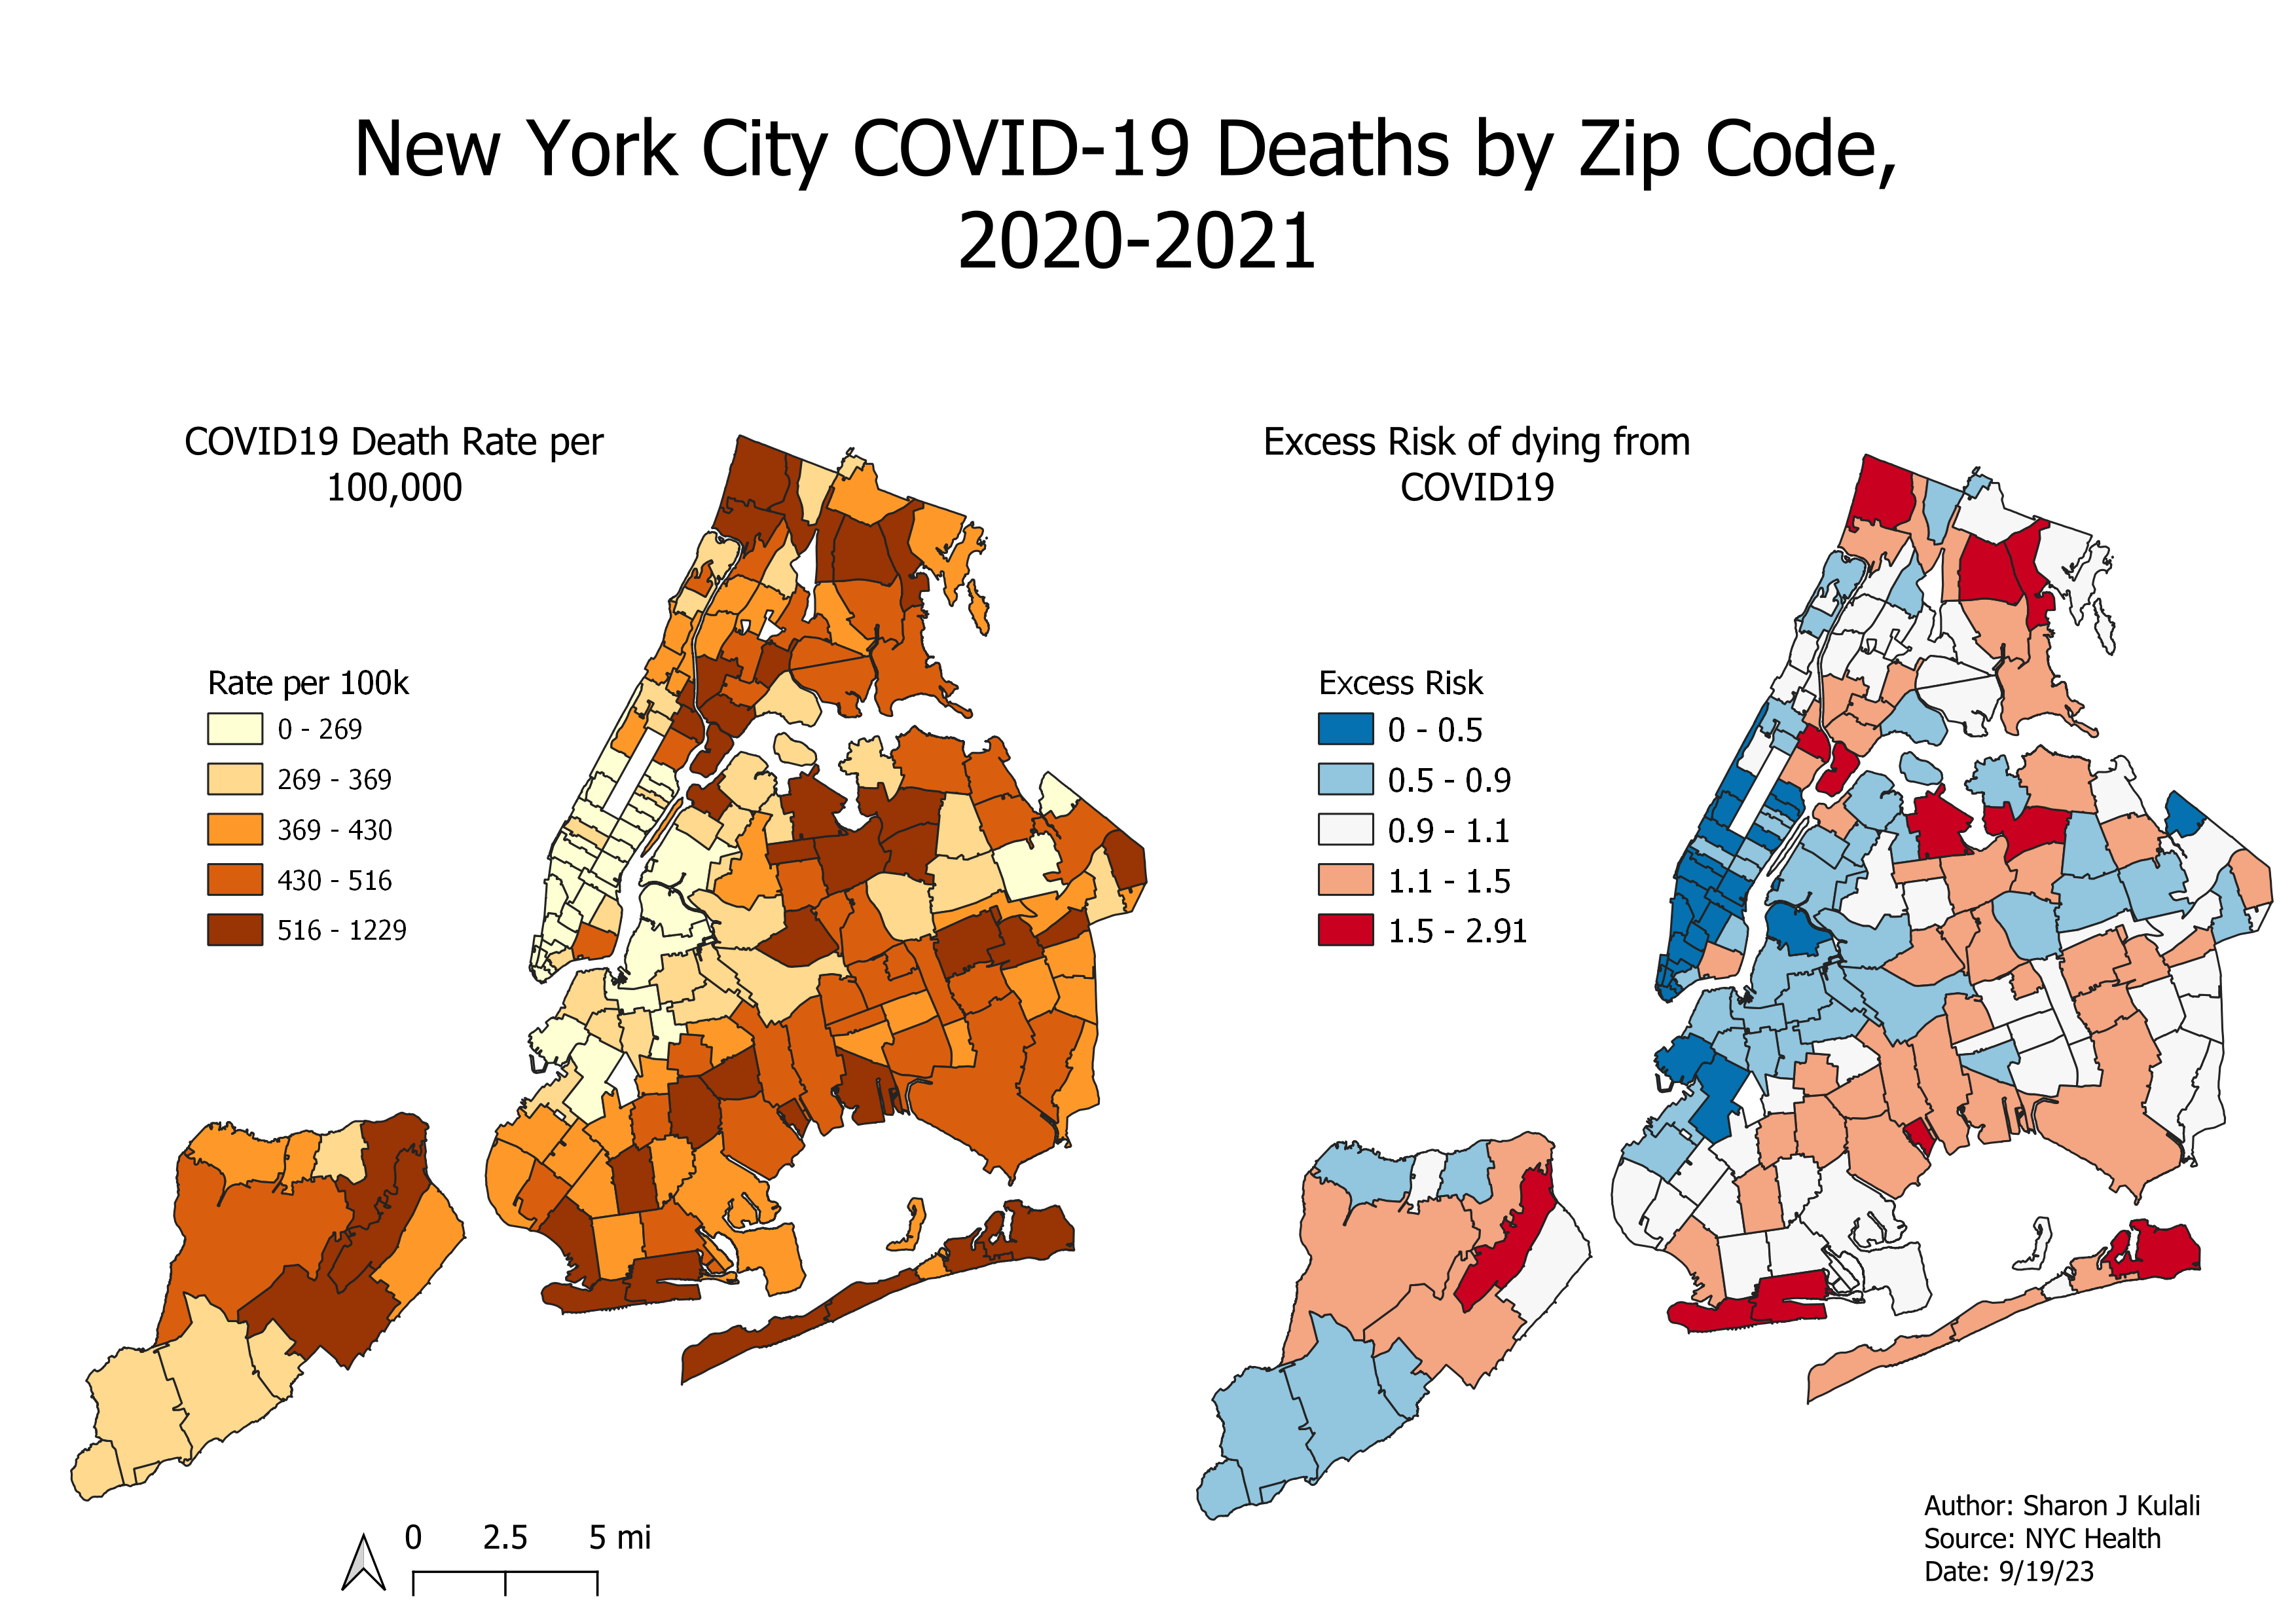 New York City COVID-19 Deaths by Zip Code,
2020-2021
COVID19 Death Rate per
100,000
Rate per 100k
0 - 269
269 - 369
369 - 430
430 - 516
516 - 1229
Excess Risk of dying from
COVID19
Excess Risk
0 - 0.5
0.5 - 0.9
0.9 - 1.1
1.1 - 1.5
1.5 - 2.91
0 2.5 5 mi
Author: Sharon J Kulali
Source: NYC Health
Date: 9/19/23